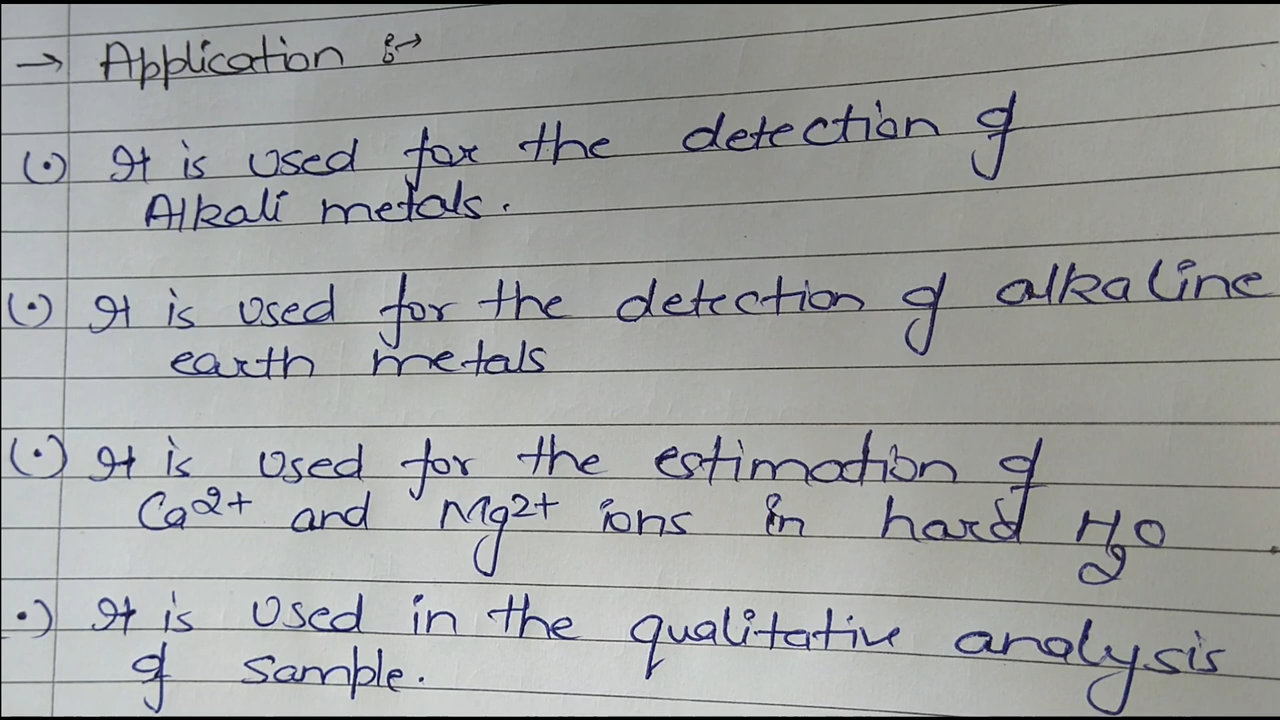 → Application :→
(•) It is used for the detection of
Alkali metals.
(•) It is used for the detection of alkaline
earth metals
(•) It is used for the estimation of
Ca²⁺ and Mg²⁺ ions in hard H₂O
•) It is used in the qualitative analysis
of sample.